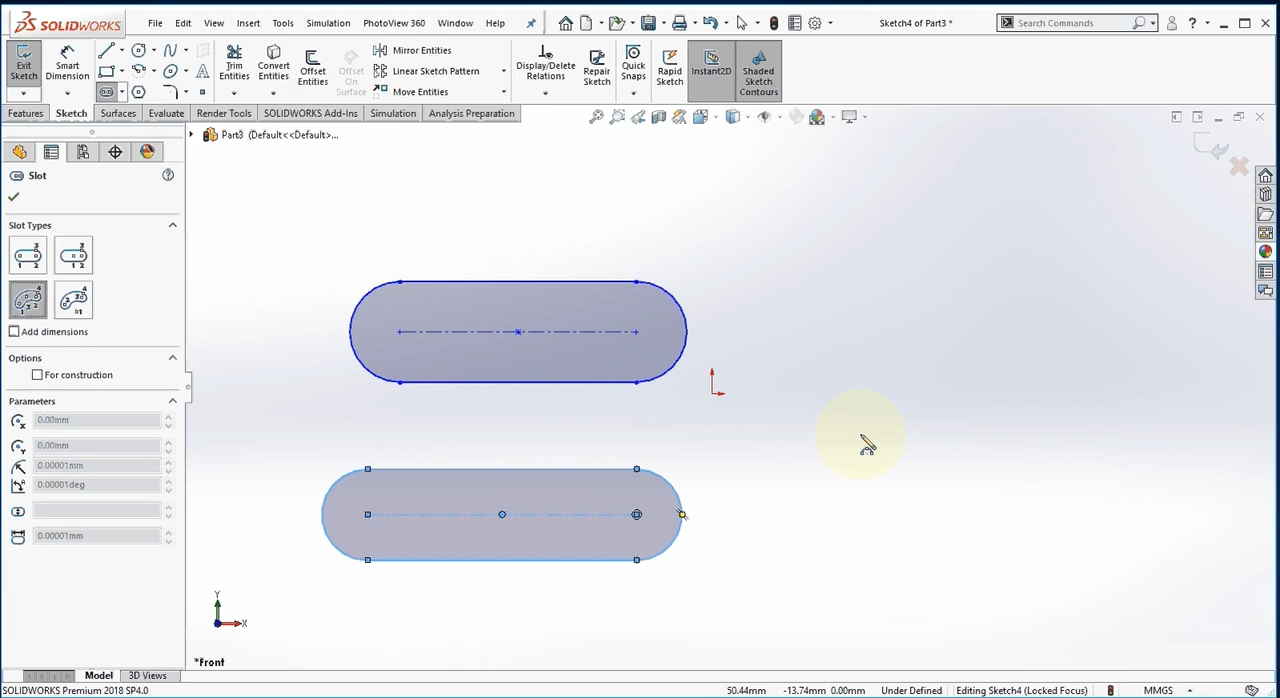 SOLIDWORKS
File Edit View Insert Tools Simulation PhotoView 360 Window Help
Sketch4 of Part3 *
Search Commands
Exit Sketch
Smart Dimension
Trim Entities
Convert Entities
Offset Entities
Offset On Surface
Mirror Entities
Linear Sketch Pattern
Move Entities
Display/Delete Relations
Repair Sketch
Quick Snaps
Rapid Sketch
Instant2D
Shaded Sketch Contours
Features Sketch Surfaces Evaluate Render Tools SOLIDWORKS Add-Ins Simulation Analysis Preparation
Part3 (Default<<Default>...
Slot
Slot Types
Add dimensions
Options
For construction
Parameters
0.00mm
0.00mm
0.00001mm
0.00001deg
0.00001mm
Y
X
*Front
Model 3D Views
SOLIDWORKS Premium 2018 SP4.0
50.44mm -13.74mm 0.00mm Under Defined Editing Sketch4 (Locked Focus) MMGS